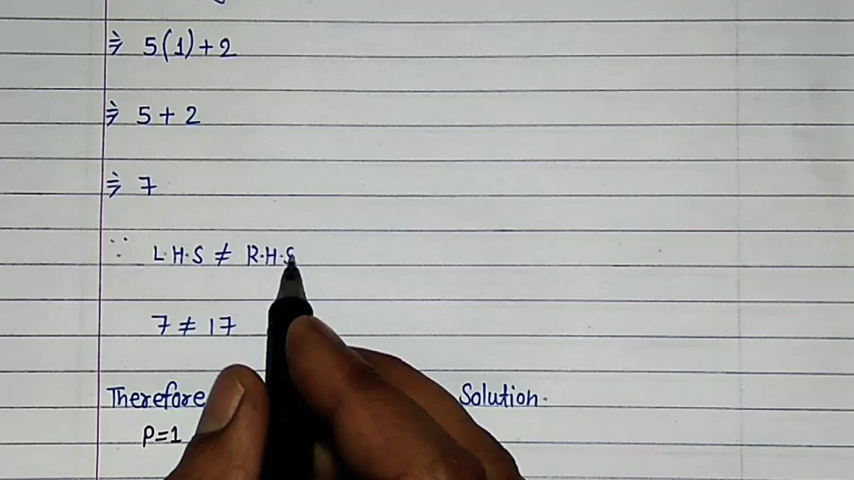 ⇒ 5(1)+2
⇒ 5+2
⇒ 7
∵ L.H.S ≠ R.H.S
7 ≠ 17
Therefore Solution.
P=1